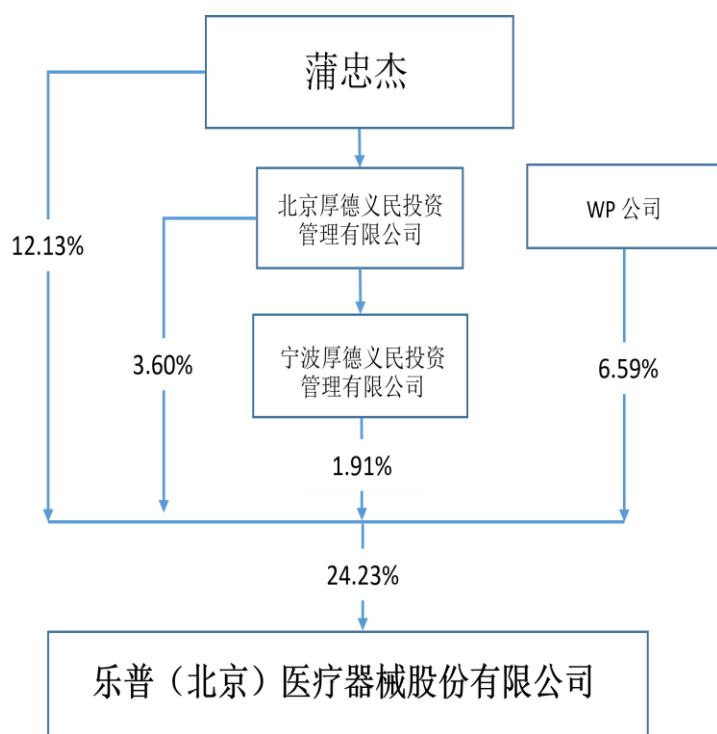 蒲忠杰
北京厚德义民投资
管理有限公司
WP 公司
12.13%
宁波厚德义民投资
管理有限公司
3.60%
6.59%
1.91%
24.23%
乐普（北京）医疗器械股份有限公司